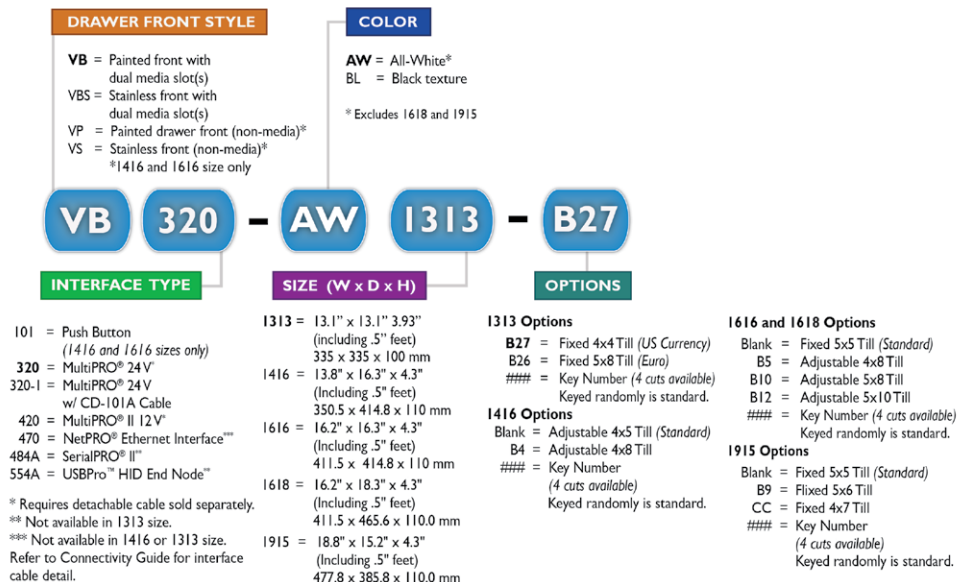 DRAWER FRONT STYLE
VB = Painted front with
dual media slot(s)
VBS = Stainless front with
dual media slot(s)
VP = Painted drawer front (non-media)*
VS = Stainless front (non-media)*
*1416 and 1616 size only
COLOR
AW = All-White*
BL = Black texture
* Excludes 1618 and 1915
VB 320 - AW 1313 - B27
INTERFACE TYPE
101 = Push Button
(1416 and 1616 sizes only)
320 = MultiPRO® 24V*
320-1 = MultiPRO® 24V
w/ CD-101A Cable
420 = MultiPRO® II 12V*
470 = NetPRO® Ethernet Interface***
484A = SerialPRO® II**
554A = USBPro™ HID End Node**
* Requires detachable cable sold separately.
** Not available in 1313 size.
*** Not available in 1416 or 1313 size.
Refer to Connectivity Guide for interface
cable detail.
SIZE (W x D x H)
1313 = 13.1" x 13.1" 3.93"
(including .5" feet)
335 x 335 x 100 mm
1416 = 13.8" x 16.3" x 4.3"
(Including .5" feet)
350.5 x 414.8 x 110 mm
1616 = 16.2" x 16.3" x 4.3"
(Including .5" feet)
411.5 x 414.8 x 110 mm
1618 = 16.2" x 18.3" x 4.3"
(Including .5" feet)
411.5 x 465.6 x 110.0 mm
1915 = 18.8" x 15.2" x 4.3"
(Including .5" feet)
477.8 x 385.8 x 110.0 mm
OPTIONS
1313 Options
B27 = Fixed 4x4 Till (US Currency)
B26 = Fixed 5x8 Till (Euro)
### = Key Number (4 cuts available)
Keyed randomly is standard.
1416 Options
Blank = Adjustable 4x5 Till (Standard)
B4 = Adjustable 4x8 Till
### = Key Number
(4 cuts available)
Keyed randomly is standard.
1616 and 1618 Options
Blank = Fixed 5x5 Till (Standard)
B5 = Adjustable 4x8 Till
B10 = Adjustable 5x8 Till
B12 = Adjustable 5x10 Till
### = Key Number (4 cuts available)
Keyed randomly is standard.
1915 Options
Blank = Fixed 5x5 Till (Standard)
B9 = Flixed 5x6 Till
CC = Fixed 4x7 Till
### = Key Number
(4 cuts available)
Keyed randomly is standard.